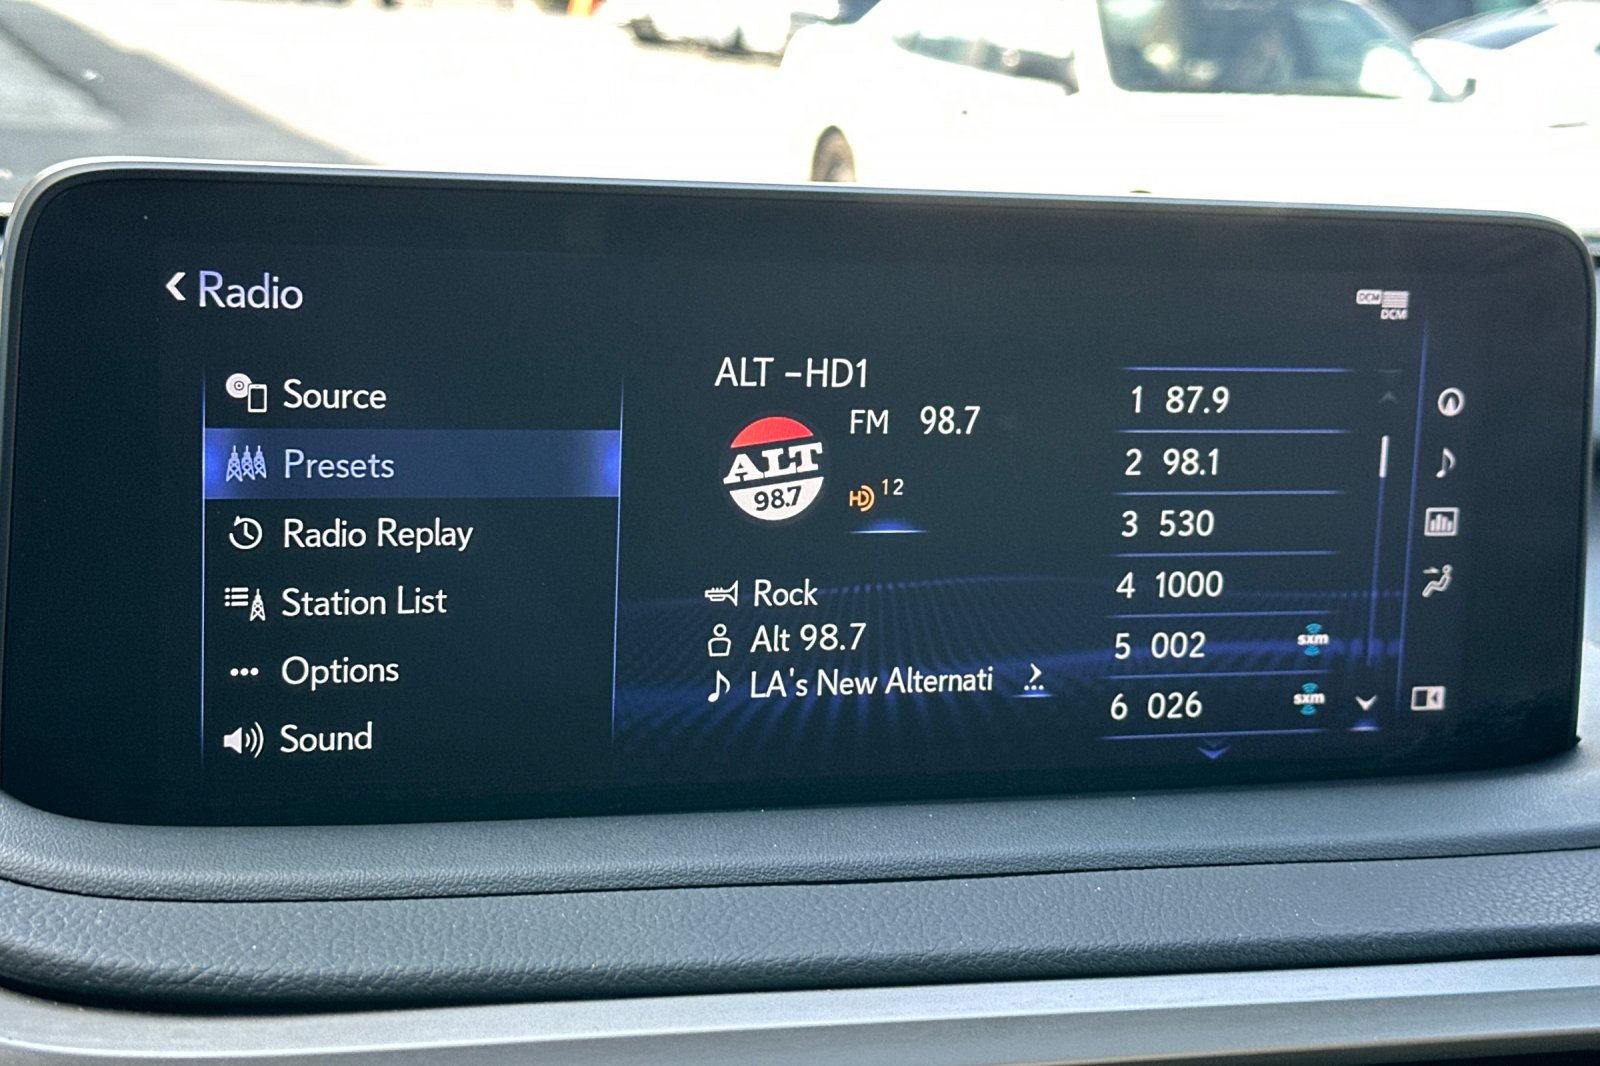 Radio
DCM
DCM
Source
Presets
Radio Replay
Station List
Options
Sound
ALT -HD1
ALT
98.7
FM 98.7
HD 1 2
Rock
Alt 98.7
LA's New Alternati
1 87.9
2 98.1
3 530
4 1000
5 002 sxm
6 026 sxm